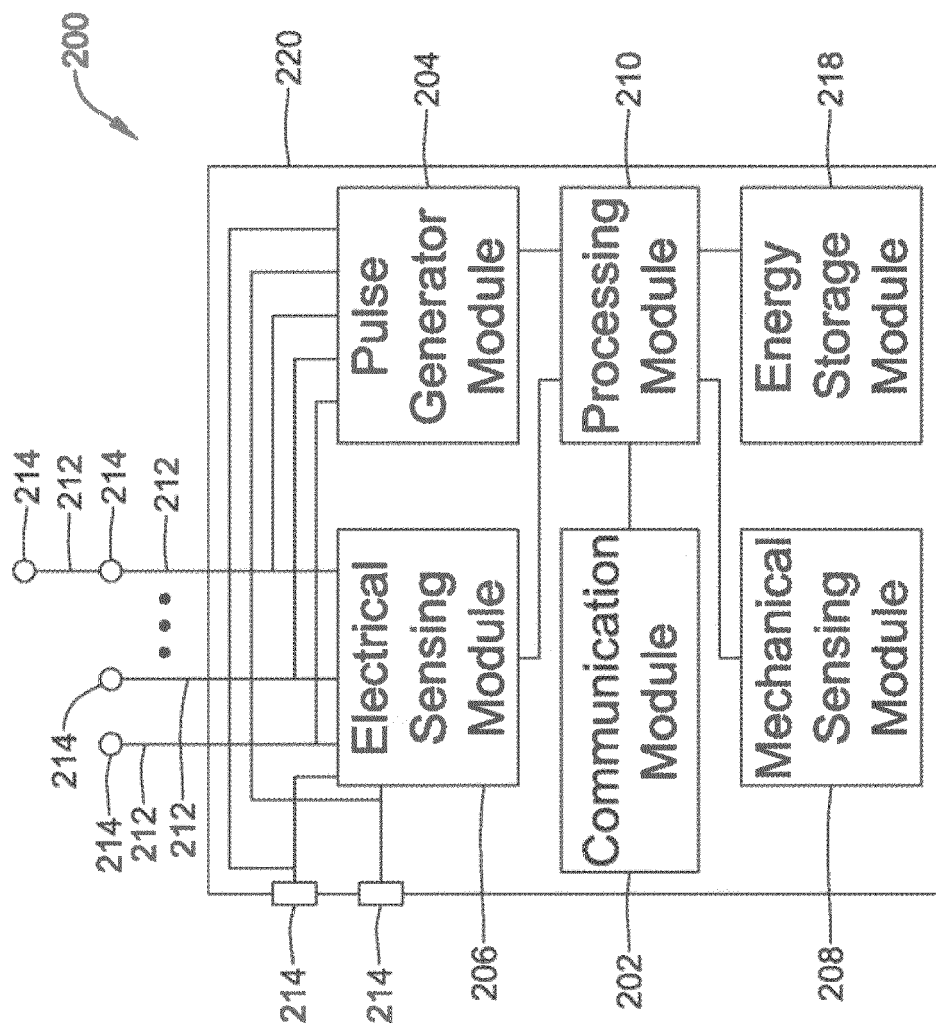 200
220
204
210
218
214
212
214
212
214
214
212
212
214
214
206
202
208
Pulse
Generator
Module
Processing
Module
Energy
Storage
Module
Electrical
Sensing
Module
Communication
Module
Mechanical
Sensing
Module